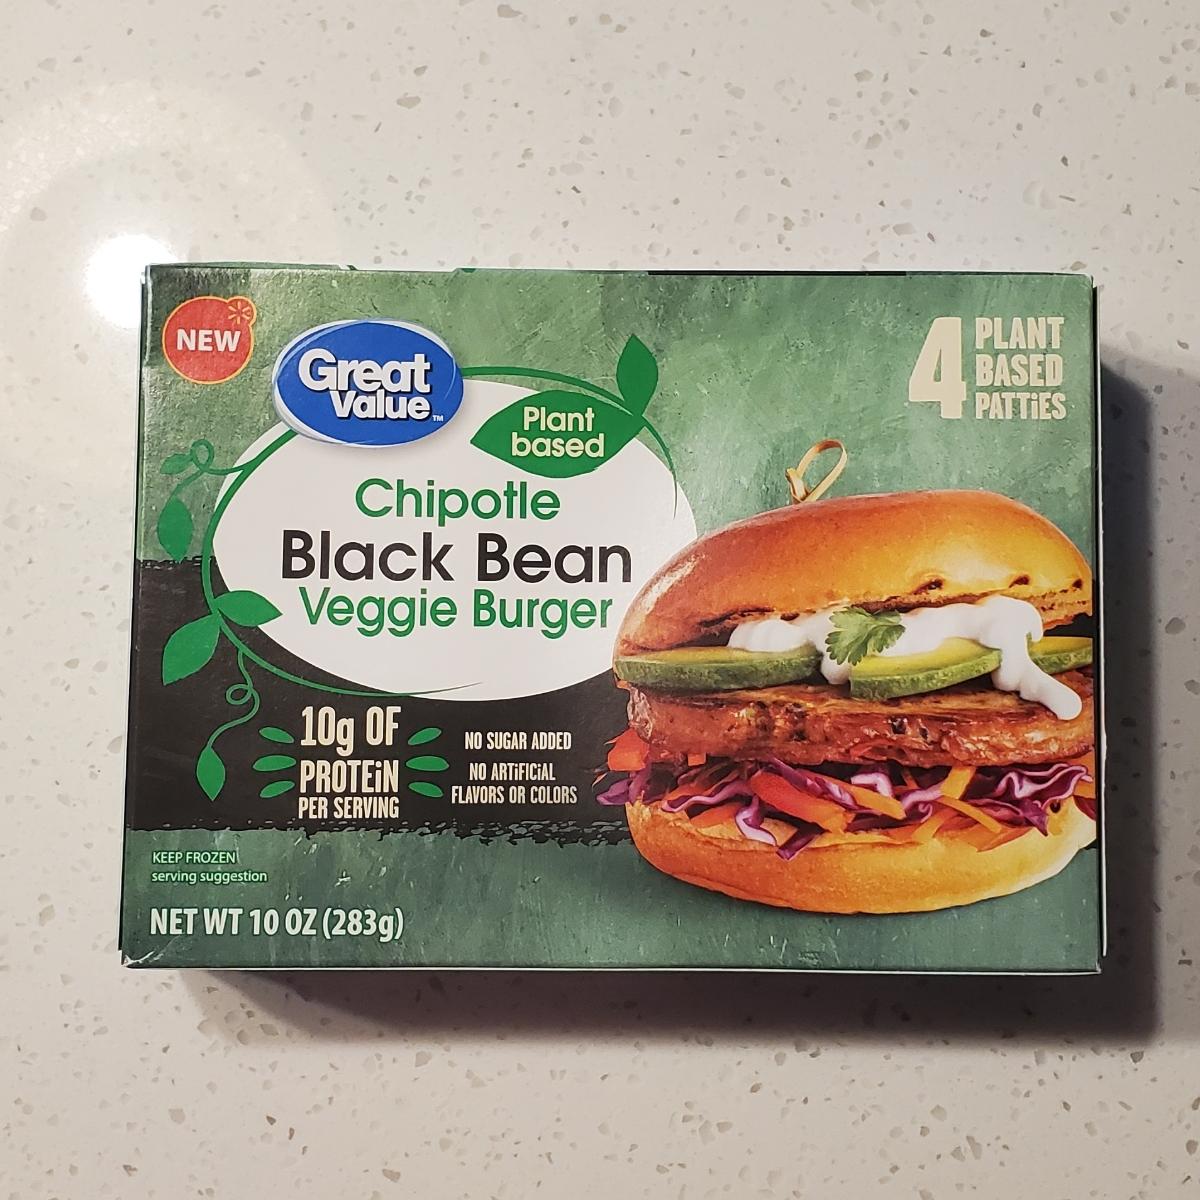 NEW
Great
Value™
Plant
based
Chipotle
Black Bean
Veggie Burger
4 PLANT
BASED
PATTiES
10g OF
PROTEiN
PER SERVING
NO SUGAR ADDED
NO ARTiFiCiAL
FLAVORS OR COLORS
KEEP FROZEN
serving suggestion
NET WT 10 OZ (283g)